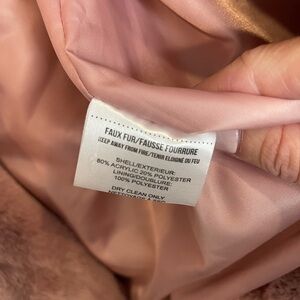 FAUX FUR/FAUSSE FOURRURE
KEEP AWAY FROM FIRE/TENIR ELOIGNÉ DU FEU
SHELL/EXTERIEUR:
80% ACRYLIC 20% POLYESTER
LINING/DOUBLURE:
100% POLYESTER
DRY CLEAN ONLY